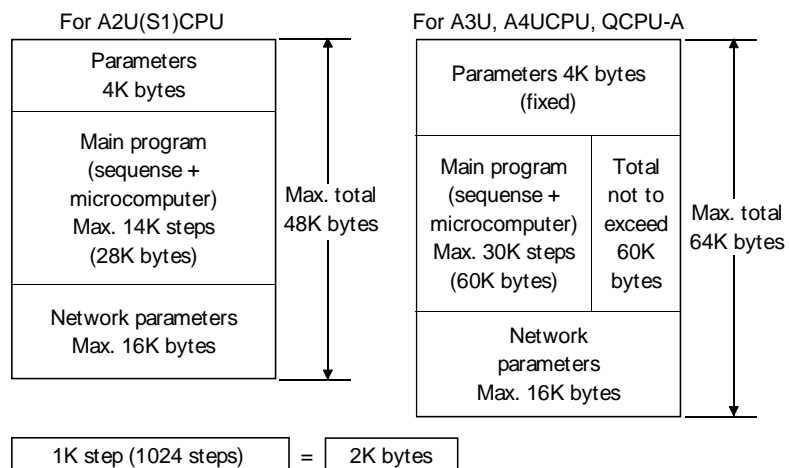 For A2U(S1)CPU
Parameters
4K bytes
Main program
(sequense +
microcomputer)
Max. 14K steps
(28K bytes)
Network parameters
Max. 16K bytes
Max. total
48K bytes
For A3U, A4UCPU, QCPU-A
Parameters 4K bytes
(fixed)
Main program
(sequense +
microcomputer)
Max. 30K steps
(60K bytes)
Total
not to
exceed
60K
bytes
Network
parameters
Max. 16K bytes
Max. total
64K bytes
1K step (1024 steps) = 2K bytes